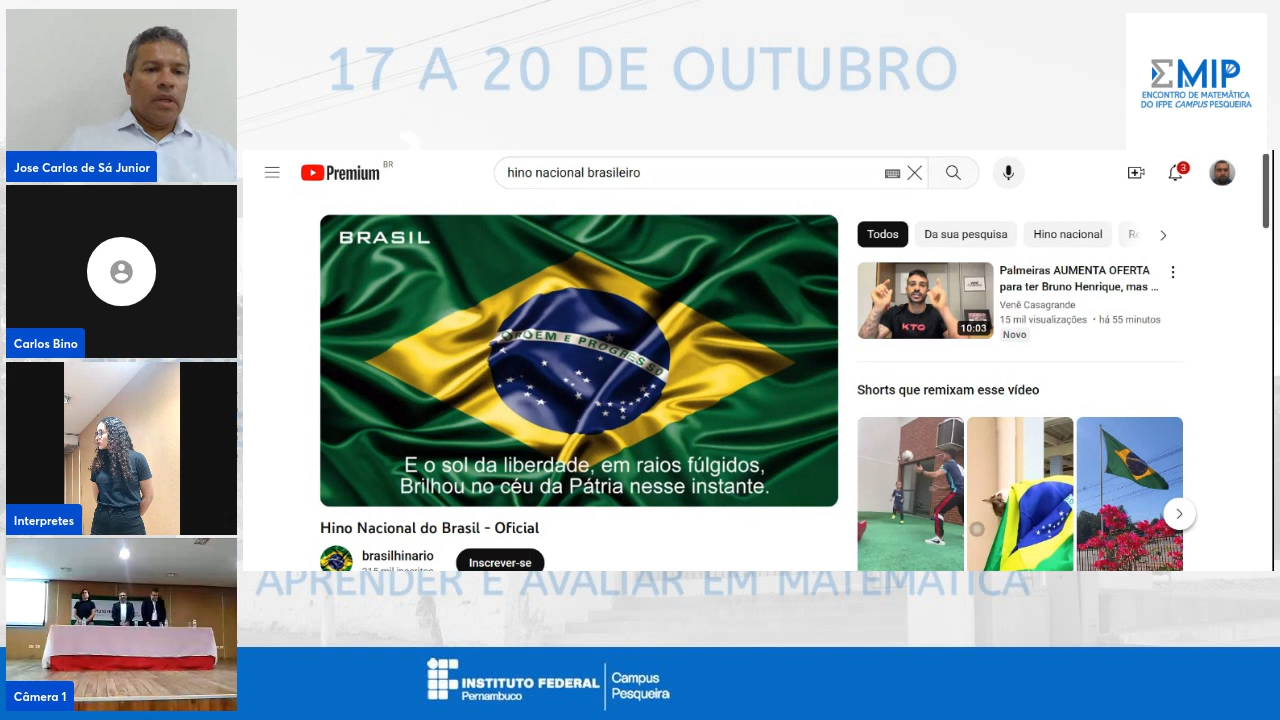 17 A 20 DE OUTUBRO
EMIP
ENCONTRO DE MATEMÁTICA
DO IFPE CAMPUS PESQUEIRA
Jose Carlos de Sá Junior
Carlos Bino
Interpretes
Câmera 1
Premium
BR
hino nacional brasileiro
3
BRASIL
ORDEM E PROGRESSO
E o sol da liberdade, em raios fúlgidos,
Brilhou no céu da Pátria nesse instante.
Hino Nacional do Brasil - Oficial
brasilhinario
Inscrever-se
Todos
Da sua pesquisa
Hino nacional
KTO
10:03
Palmeiras AUMENTA OFERTA
para ter Bruno Henrique, mas ...
Venê Casagrande
15 mil visualizações • há 55 minutos
Novo
Shorts que remixam esse vídeo
APRENDER E AVALIAR EM MATEMÁTICA
INSTITUTO FEDERAL
Pernambuco
Campus
Pesqueira